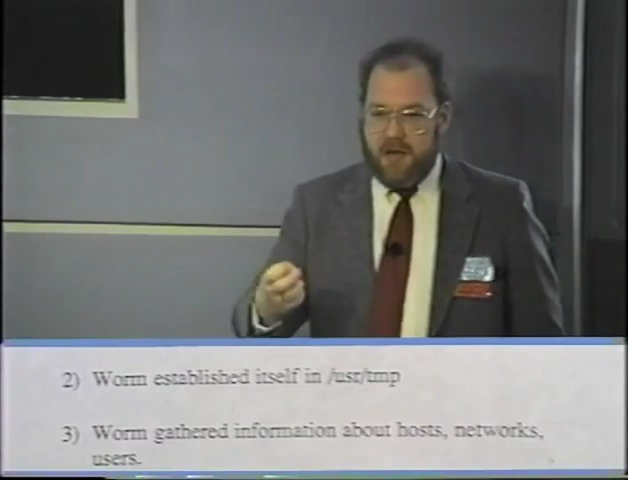 2) Worm established itself in /usr/tmp
3) Worm gathered information about hosts, networks,
users.